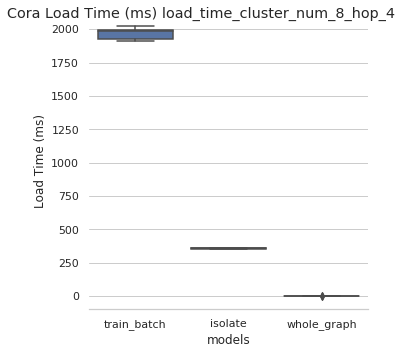 Cora Load Time (ms) load_time_cluster_num_8_hop_4
2000
1750
1500
1250
1000
750
500
250
0
Load Time (ms)
train_batch isolate whole_graph
models